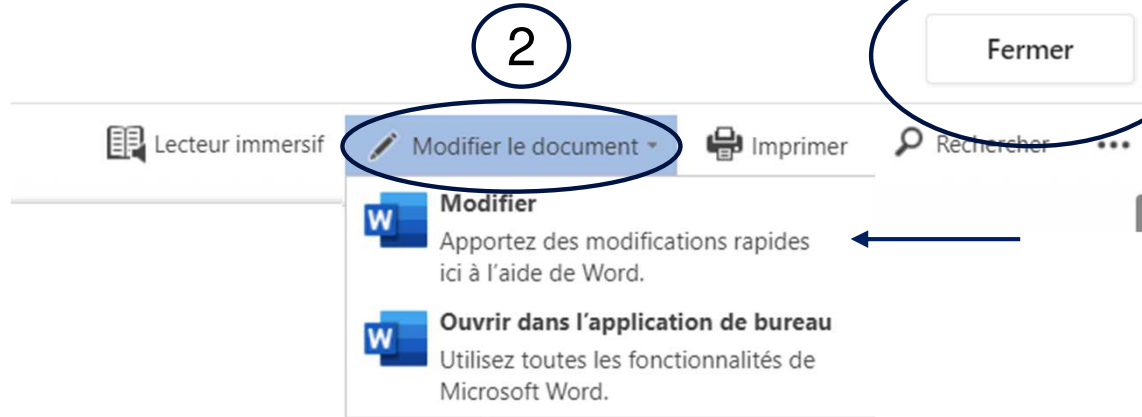 2
Fermer
Lecteur immersif Modifier le document Imprimer Rechercher ...
W Modifier
Apportez des modifications rapides
ici à l'aide de Word.
W Ouvrir dans l'application de bureau
Utilisez toutes les fonctionnalités de
Microsoft Word.